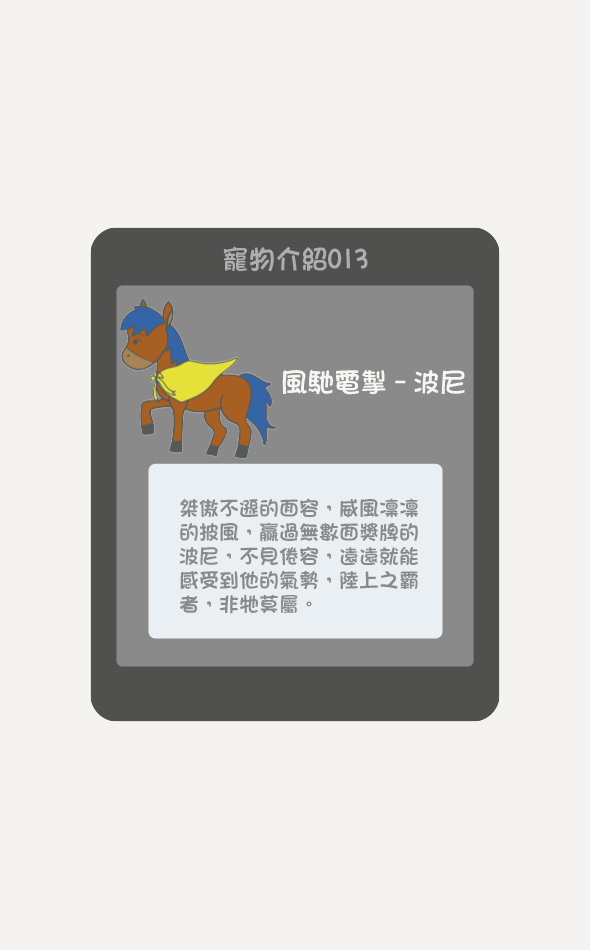 寵物介紹013
風馳電掣－波尼
桀傲不遜的面容，威風凜凜
的披風，贏過無數面獎牌的
波尼，不見倦容，遠遠就能
感受到他的氣勢，陸上之霸
者，非牠莫屬。